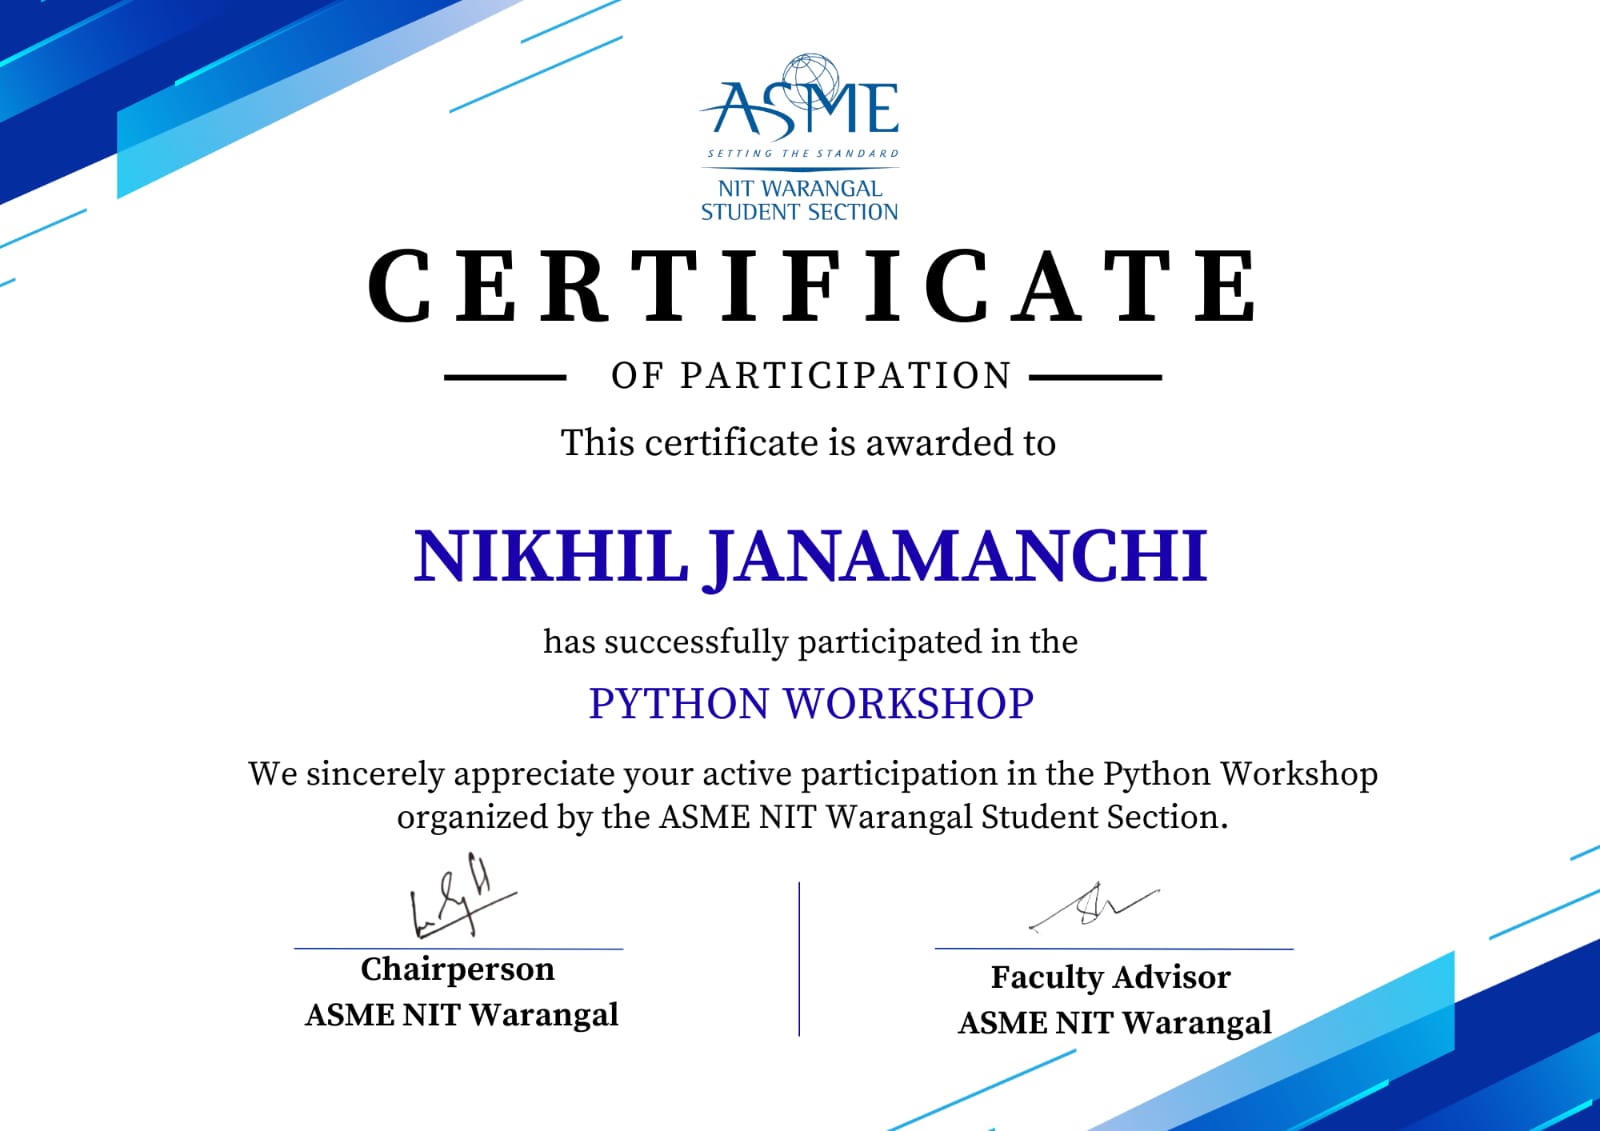 ASME
SETTING THE STANDARD
NIT WARANGAL
STUDENT SECTION
CERTIFICATE
OF PARTICIPATION
This certificate is awarded to
NIKHIL JANAMANCHI
has successfully participated in the
PYTHON WORKSHOP
We sincerely appreciate your active participation in the Python Workshop
organized by the ASME NIT Warangal Student Section.
Chairperson
ASME NIT Warangal
Faculty Advisor
ASME NIT Warangal